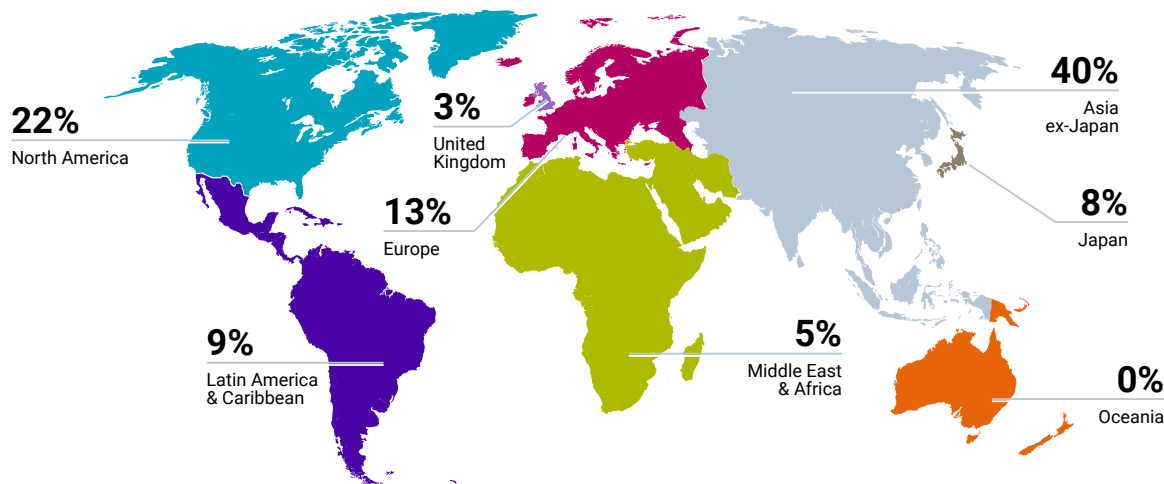 40%
Asia
ex-Japan
3%
United
Kingdom
22%
North America
8%
Japan
13%
Europe
9%
Latin America
& Caribbean
5%
Middle East
& Africa
0%
Oceania